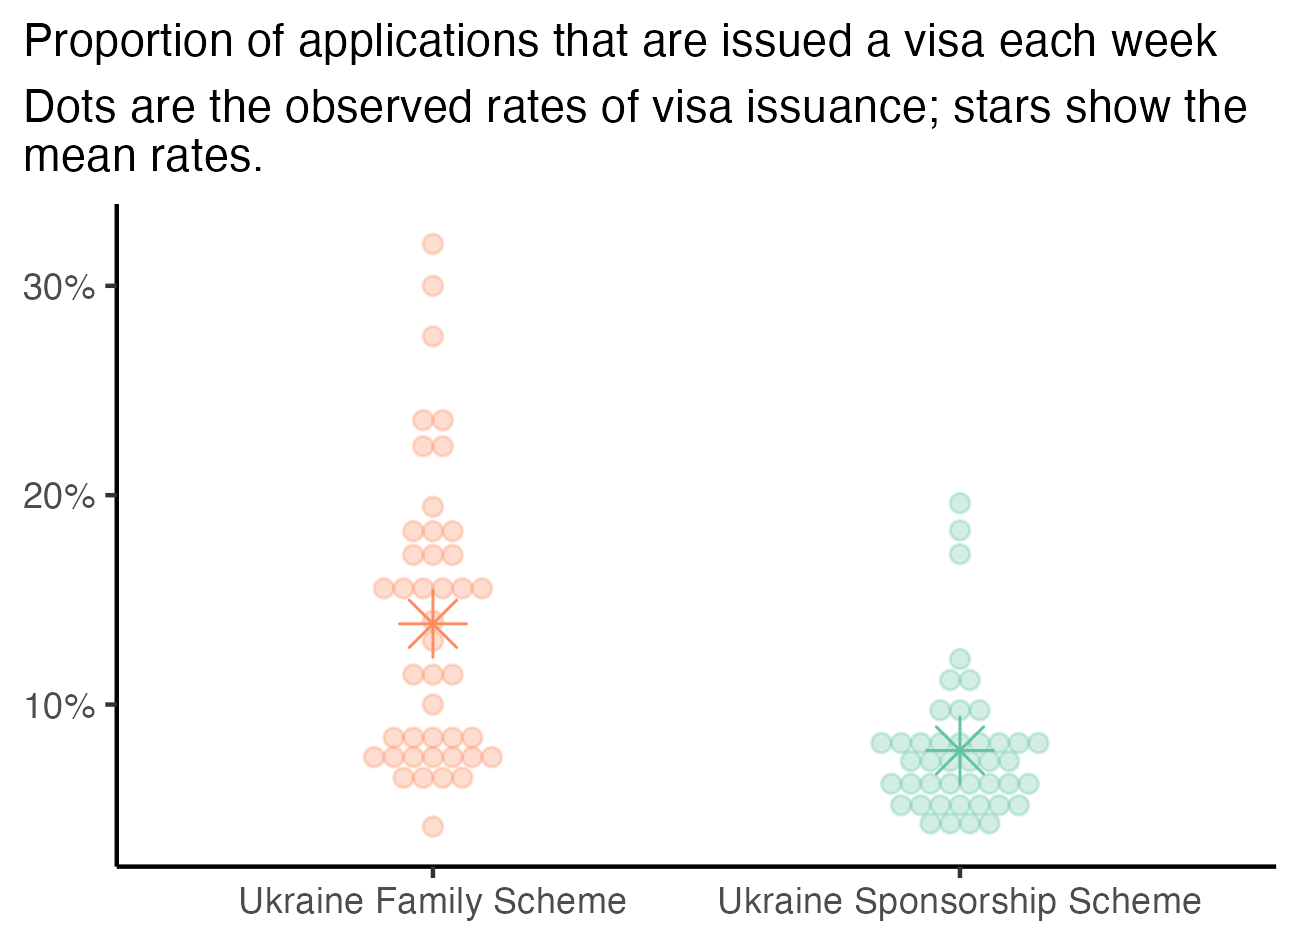 Proportion of applications that are issued a visa each week
Dots are the observed rates of visa issuance; stars show the
mean rates.
30%
20%
10%
Ukraine Family Scheme
Ukraine Sponsorship Scheme